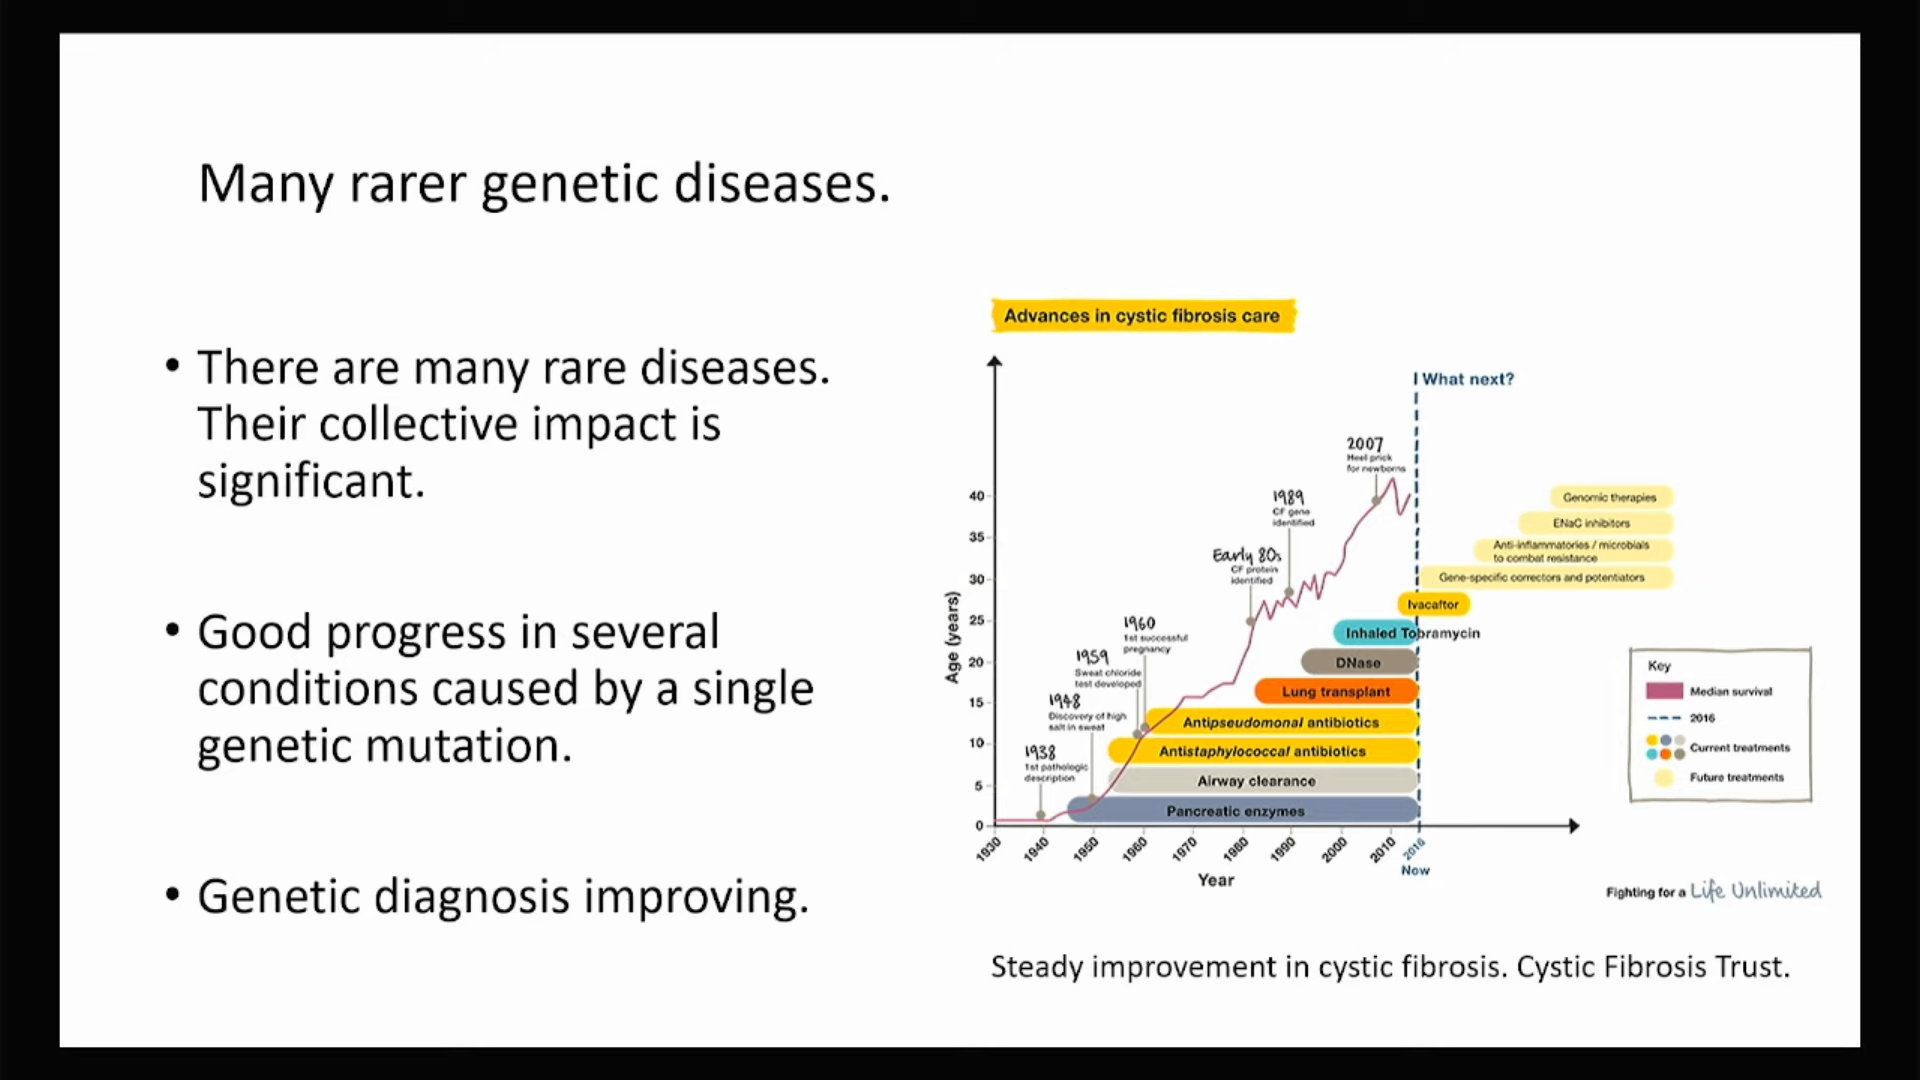 Many rarer genetic diseases.
• There are many rare diseases.
Their collective impact is
significant.
• Good progress in several
conditions caused by a single
genetic mutation.
• Genetic diagnosis improving.
Advances in cystic fibrosis care
What next?
2007
Heel prick
for newborns
1989
CF gene
identified
Early 80s
CF protein
identified
1960
1st successful
pregnancy
1959
Sweat chloride
test developed
1948
Discovery of high
salt in sweat
1938
1st pathologic
description
Age (years)
40
35
30
25
20
15
10
5
0
Genomic therapies
ENaC inhibitors
Anti-inflammatories / microbials
to combat resistance
Gene-specific correctors and potentiators
Ivacaftor
Inhaled Tobramycin
DNase
Lung transplant
Antipseudomonal antibiotics
Antistaphylococcal antibiotics
Airway clearance
Pancreatic enzymes
1930 1940 1950 1960 1970 1980 1990 2000 2010 2016
Now
Year
Key
Median survival
2016
Current treatments
Future treatments
Fighting for a Life Unlimited
Steady improvement in cystic fibrosis. Cystic Fibrosis Trust.